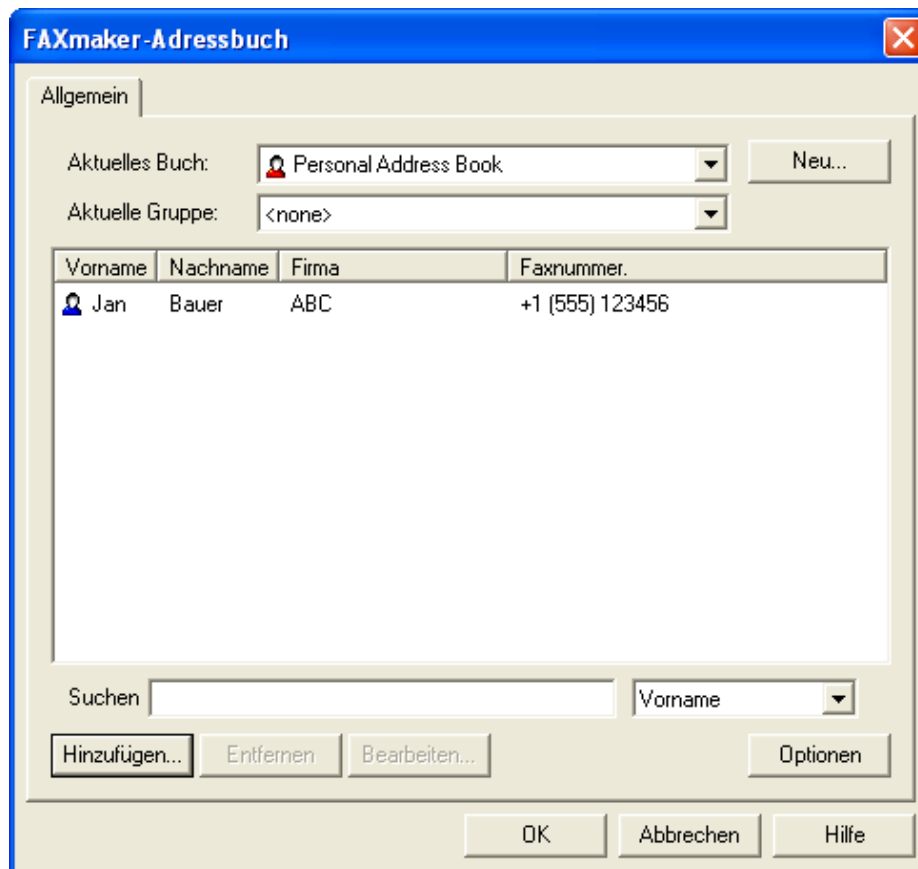 FAXmaker-Adressbuch
Allgemein
Aktuelles Buch: Personal Address Book Neu...
Aktuelle Gruppe: <none>
Vorname Nachname Firma Faxnummer.
Jan Bauer ABC +1 (555) 123456
Suchen Vorname
Hinzufügen... Entfernen Bearbeiten... Optionen
OK Abbrechen Hilfe